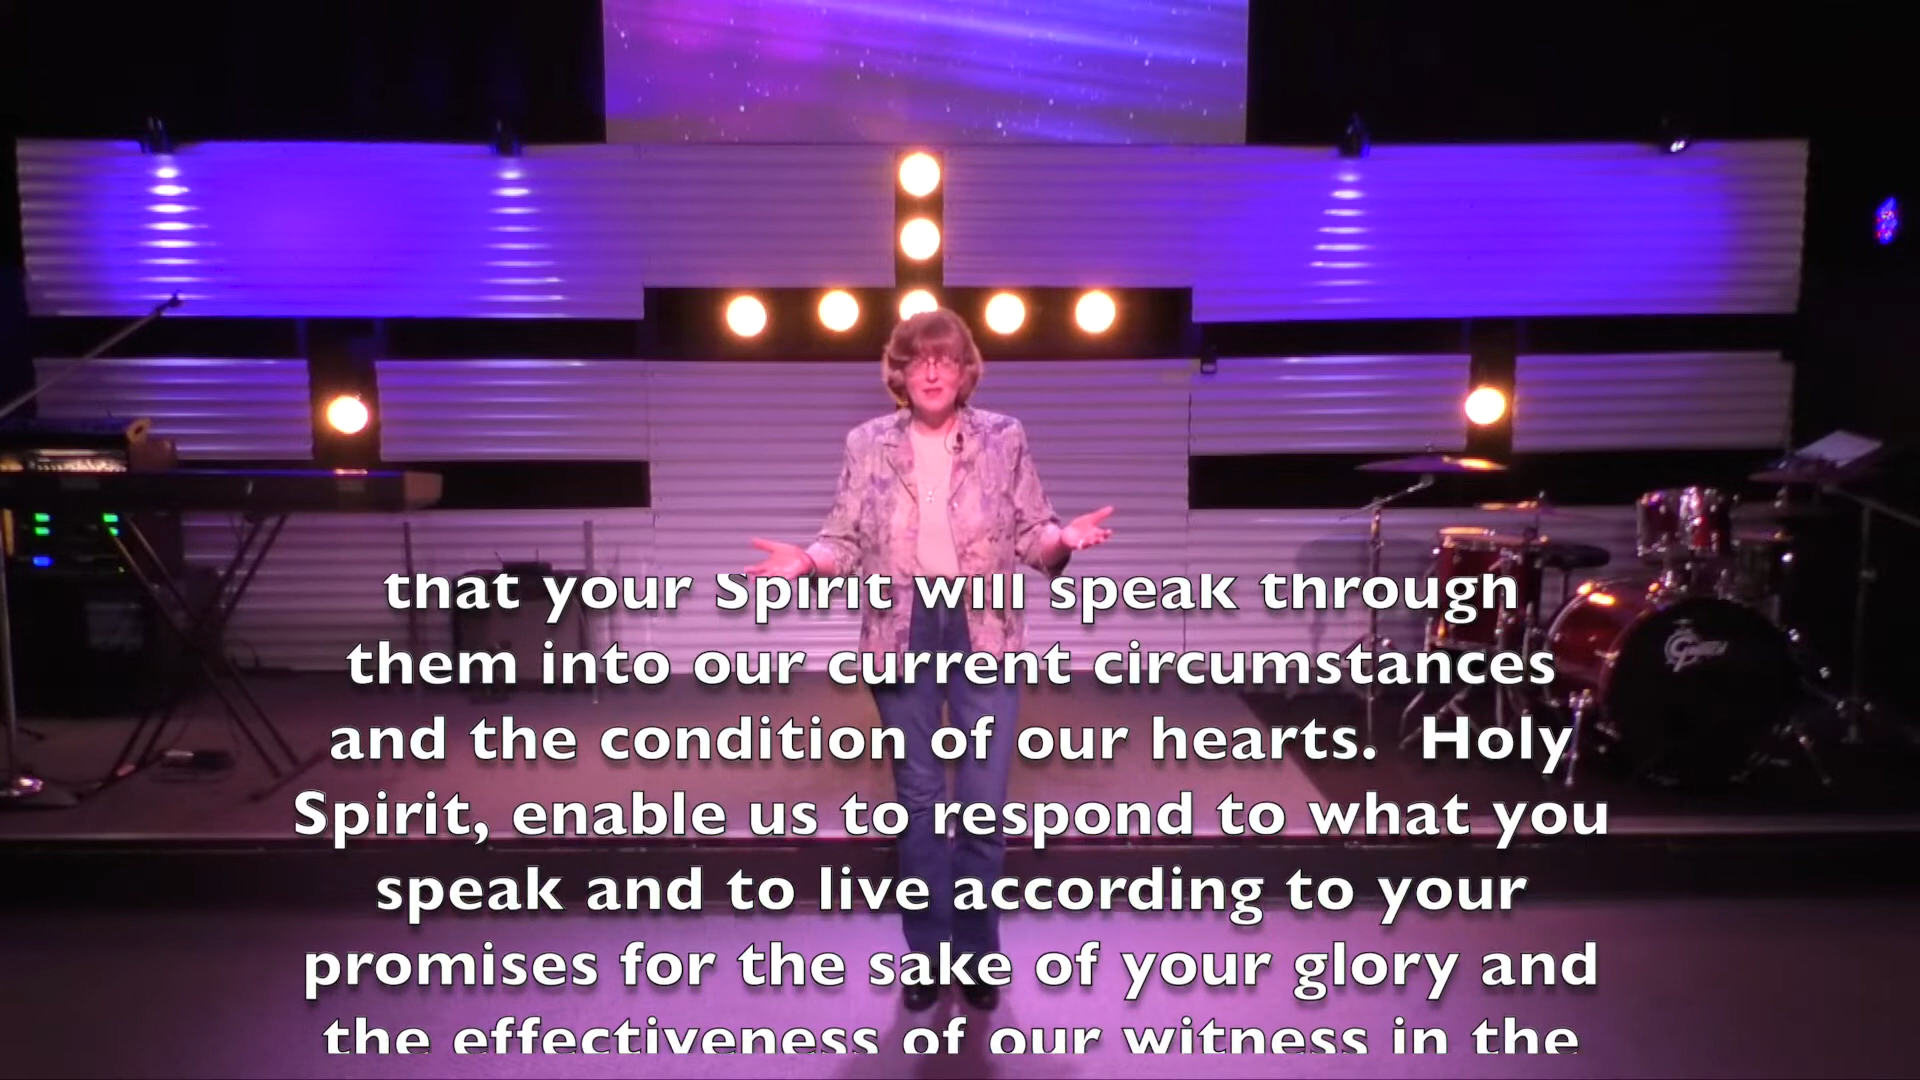 that your Spirit will speak through
them into our current circumstances
and the condition of our hearts.  Holy
Spirit, enable us to respond to what you
speak and to live according to your
promises for the sake of your glory and
the effectiveness of our witness in the
Gretsch